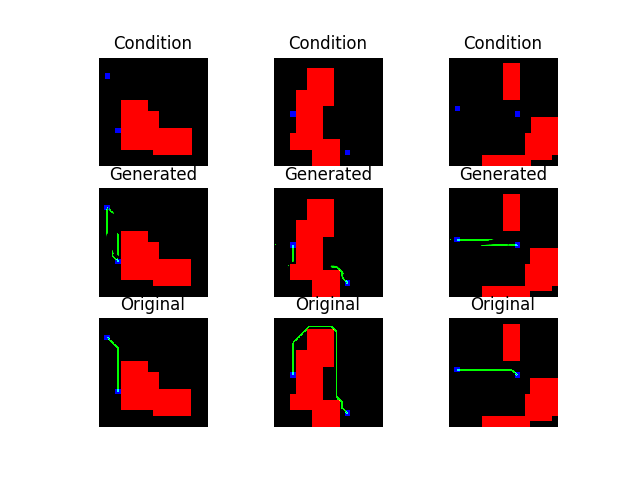 Condition Condition Condition
Generated Generated Generated
Original Original Original